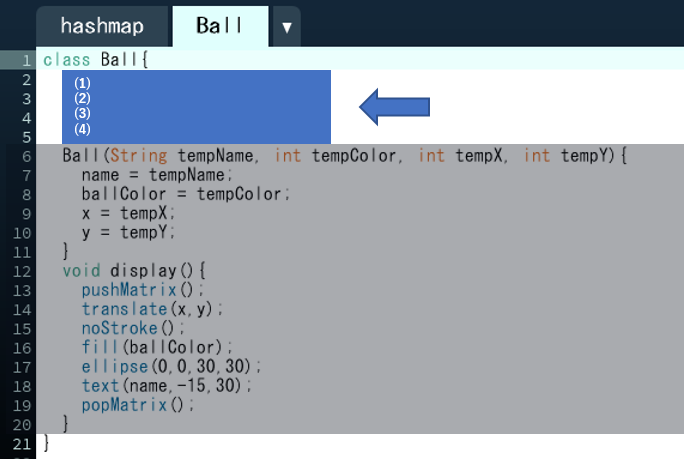 hashmap Ball ▼
1 class Ball{
2 (1)
3 (2)
4 (3)
5 (4)
6 Ball(String tempName, int tempColor, int tempX, int tempY){
7 name = tempName;
8 ballColor = tempColor;
9 x = tempX;
10 y = tempY;
11 }
12 void display(){
13 pushMatrix();
14 translate(x,y);
15 noStroke();
16 fill(ballColor);
17 ellipse(0,0,30,30);
18 text(name,-15,30);
19 popMatrix();
20 }
21 }